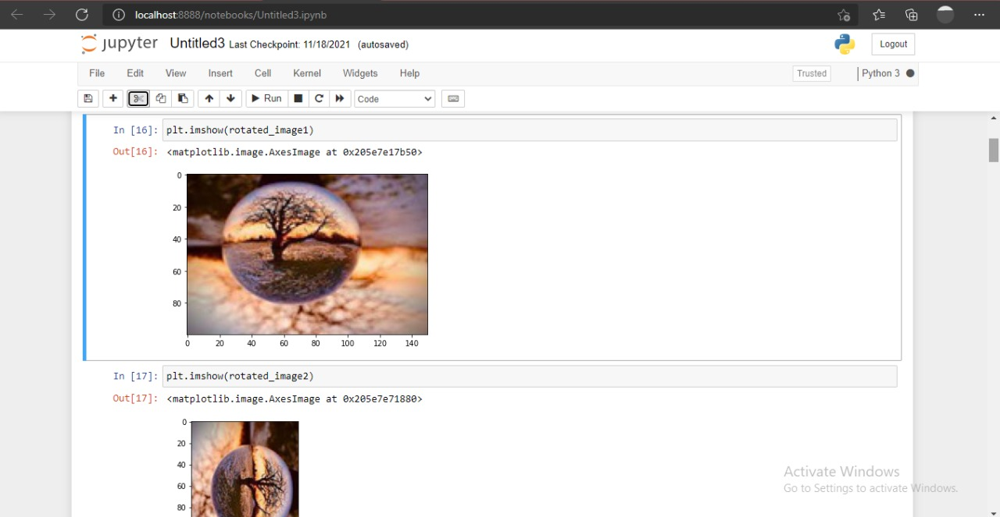 localhost:8888/notebooks/Untitled3.ipynb
jupyter Untitled3 Last Checkpoint: 11/18/2021 (autosaved) Logout
File Edit View Insert Cell Kernel Widgets Help Trusted Python 3
Run Code
In [16]: plt.imshow(rotated_image1)
Out[16]: <matplotlib.image.AxesImage at 0x205e7e17b50>
0
20
40
60
80
0 20 40 60 80 100 120 140
In [17]: plt.imshow(rotated_image2)
Out[17]: <matplotlib.image.AxesImage at 0x205e7e71880>
0
20
40
60
80
Activate Windows
Go to Settings to activate Windows.